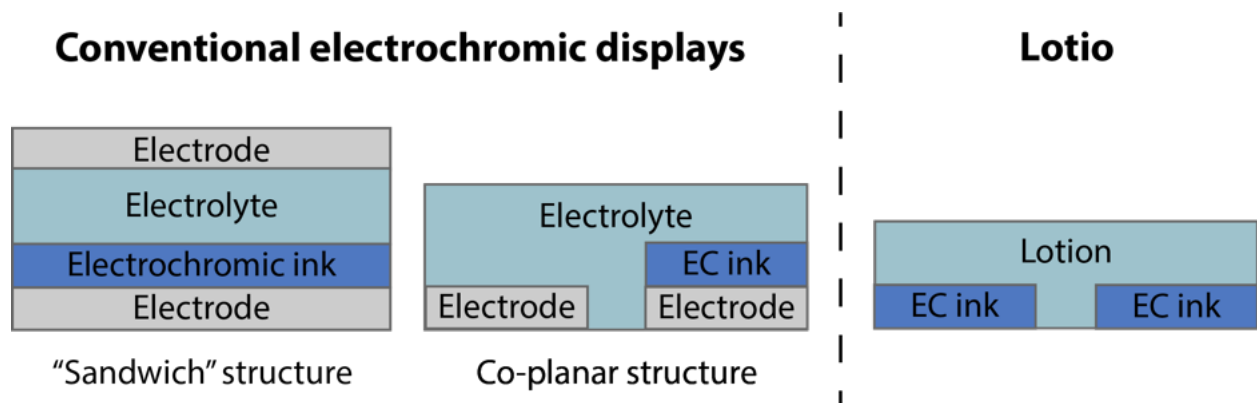 Conventional electrochromic displays
Lotio
Electrode
Electrolyte
Electrochromic ink
Electrode
“Sandwich” structure
Electrolyte
EC ink
Electrode
Electrode
Co-planar structure
Lotion
EC ink
EC ink